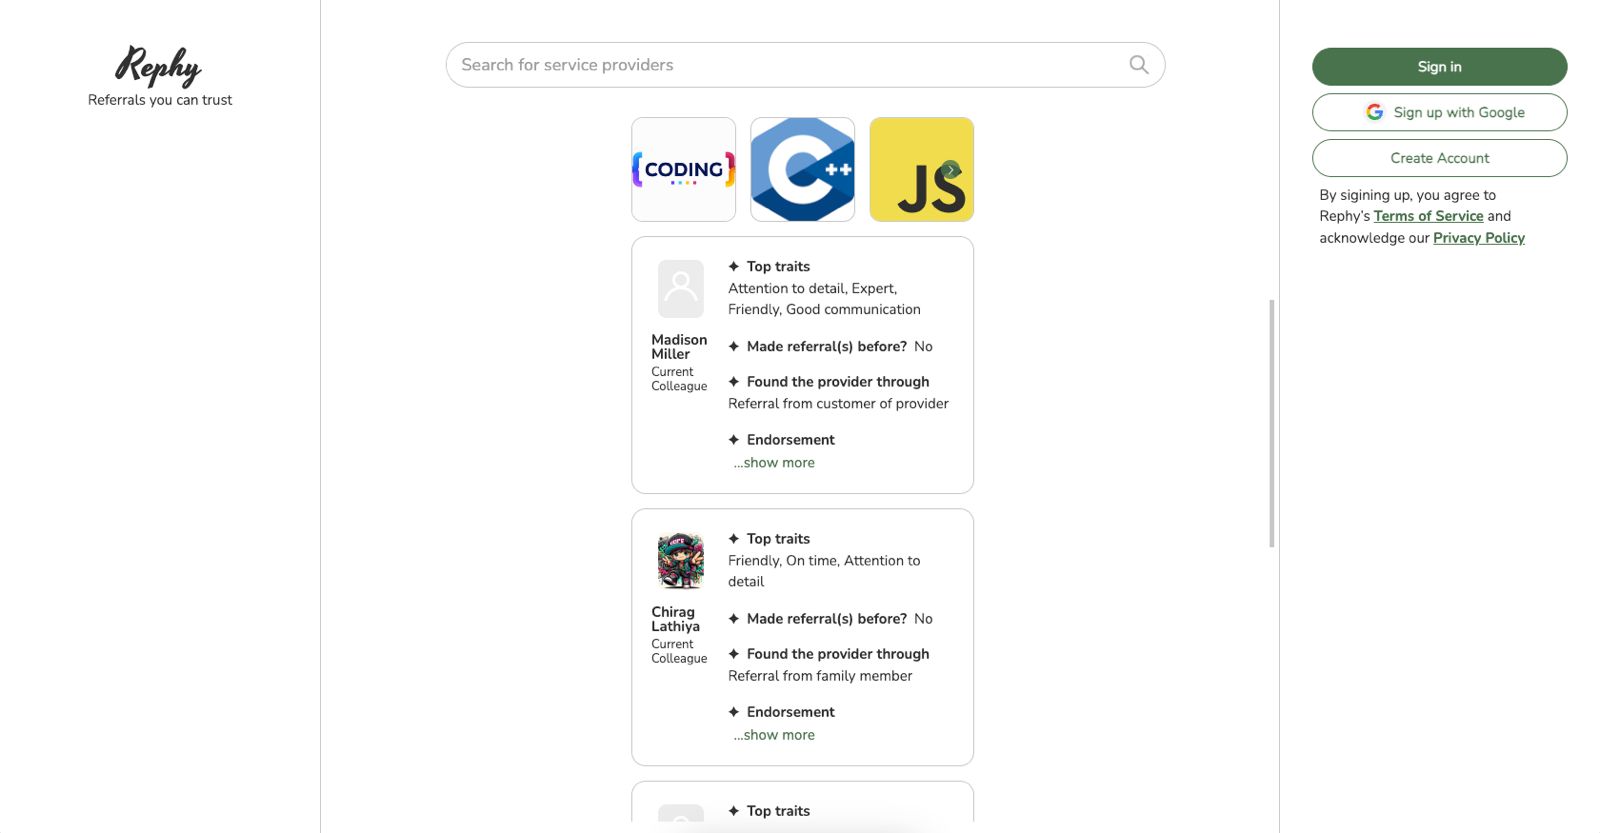 Rephy
Referrals you can trust
Search for service providers
{CODING}
C++
JS
Top traits
Attention to detail, Expert,
Friendly, Good communication
Madison
Miller
Current
Colleague
Made referral(s) before? No
Found the provider through
Referral from customer of provider
Endorsement
...show more
Top traits
Friendly, On time, Attention to
detail
Chirag
Lathiya
Current
Colleague
Made referral(s) before? No
Found the provider through
Referral from family member
Endorsement
...show more
Top traits
Sign in
Sign up with Google
Create Account
By sigining up, you agree to
Rephy's Terms of Service and
acknowledge our Privacy Policy